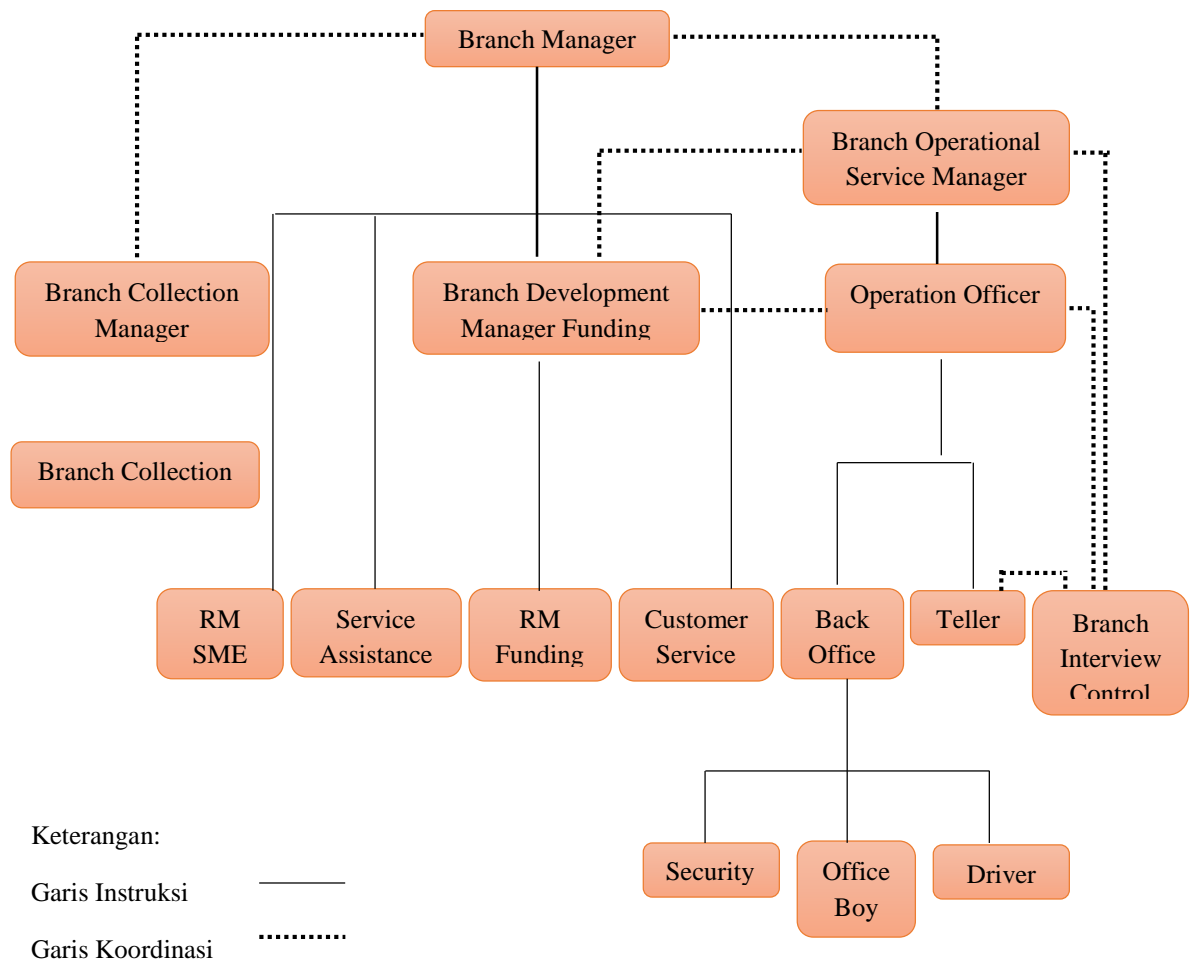 Branch Manager
Branch Operational
Service Manager
Branch Collection
Manager
Branch Development
Manager Funding
Operation Officer
Branch Collection
RM
SME
Service
Assistance
RM
Funding
Customer
Service
Back
Office
Teller
Branch
Interview
Control
Security
Office
Boy
Driver
Keterangan:
Garis Instruksi
Garis Koordinasi